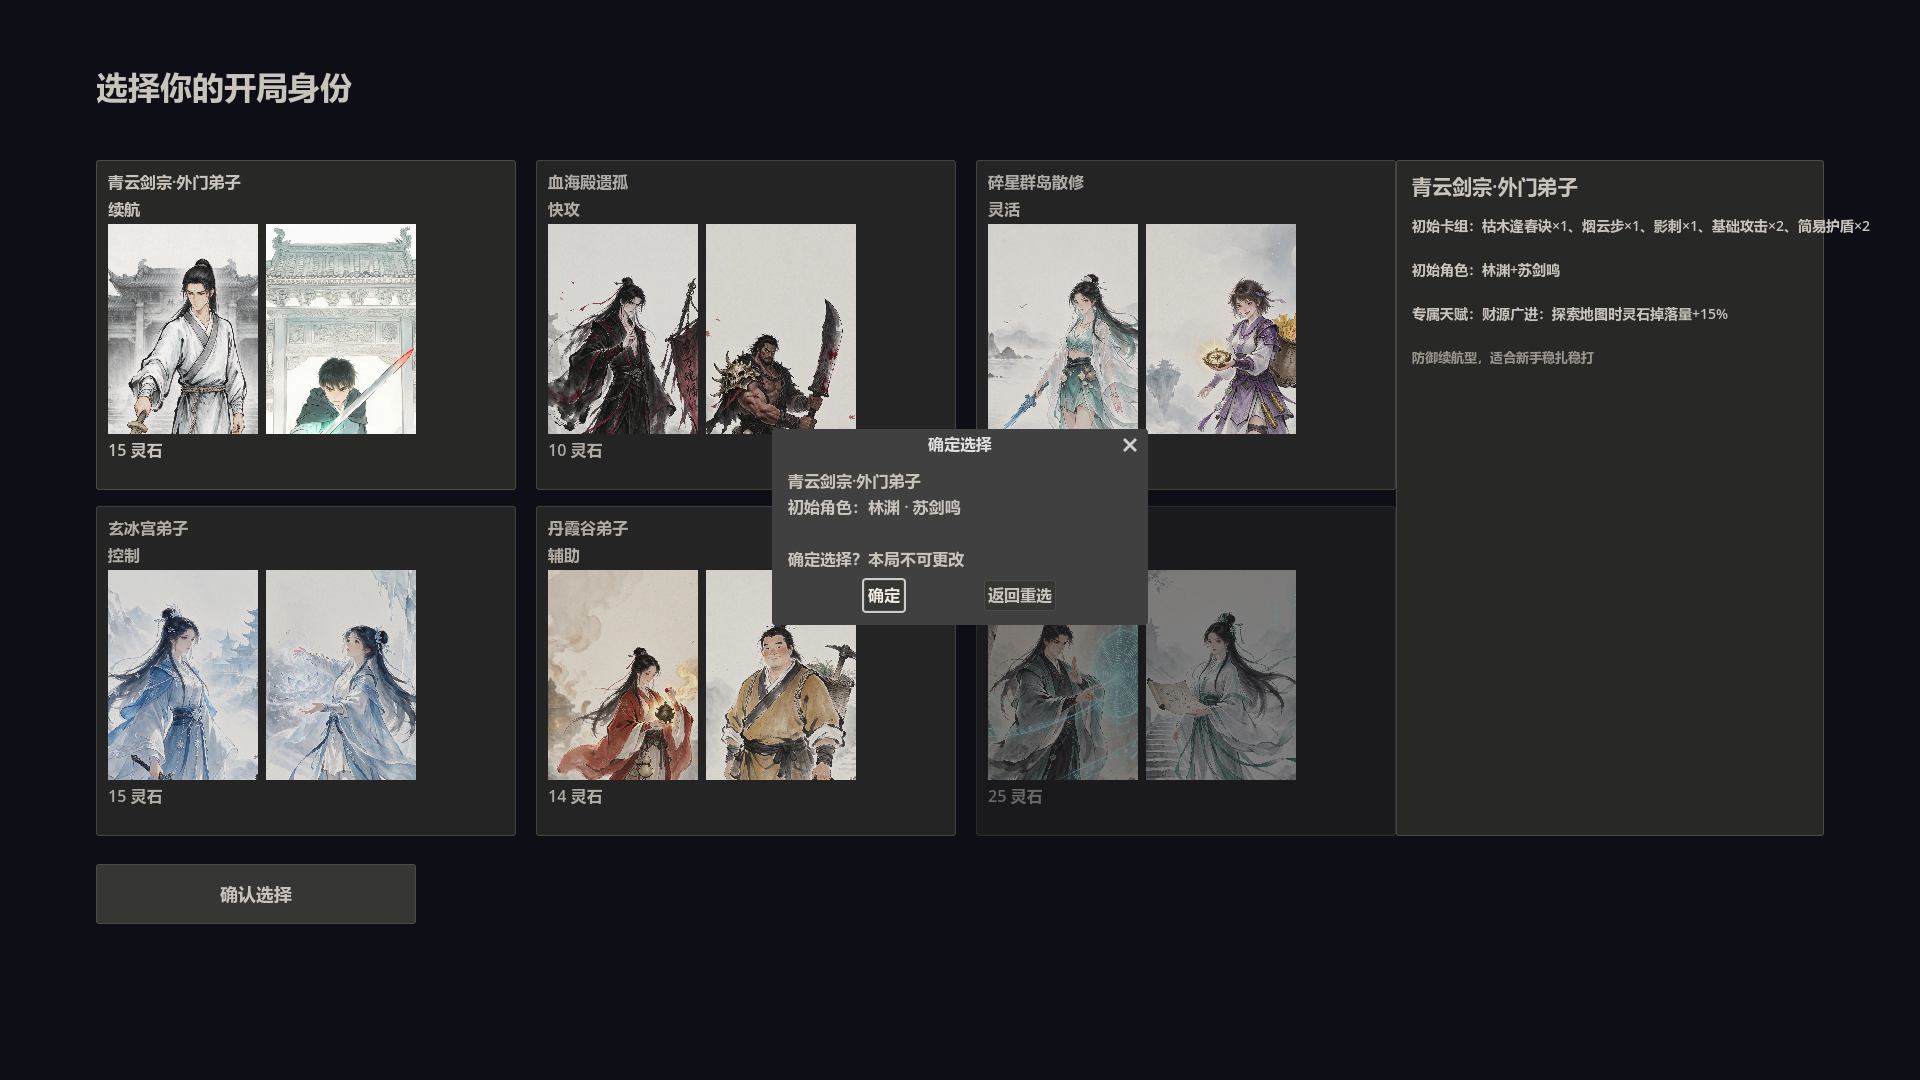 选择你的开局身份
青云剑宗·外门弟子
续航
15 灵石
血海殿遗孤
快攻
10 灵石
碎星群岛散修
灵活
青云剑宗·外门弟子
初始卡组：枯木逢春诀×1、烟云步×1、影刺×1、基础攻击×2、简易护盾×2
初始角色：林渊+苏剑鸣
专属天赋：财源广进：探索地图时灵石掉落量+15%
防御续航型，适合新手稳扎稳打
确定选择
青云剑宗·外门弟子
初始角色：林渊 · 苏剑鸣
确定选择？本局不可更改
确定
返回重选
玄冰宫弟子
控制
15 灵石
丹霞谷弟子
辅助
14 灵石
25 灵石
确认选择